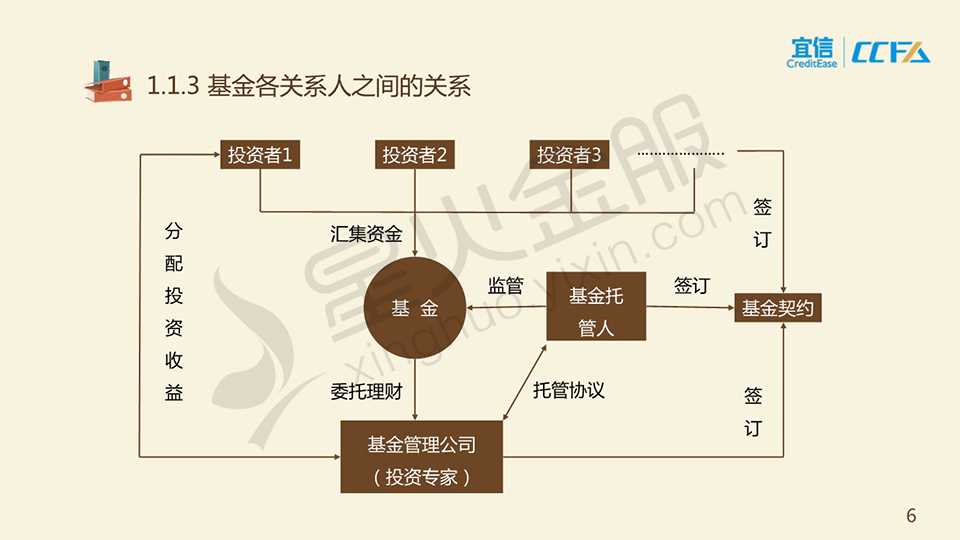 宜信
CreditEase
CCFA
1.1.3 基金各关系人之间的关系
投资者1
投资者2
投资者3
…………………
签
订
分
配
投
资
收
益
汇集资金
基 金
监管
基金托
管人
签订
基金契约
委托理财
托管协议
签
订
基金管理公司
（投资专家）
星火金服
xinghuo.yixin.com
6